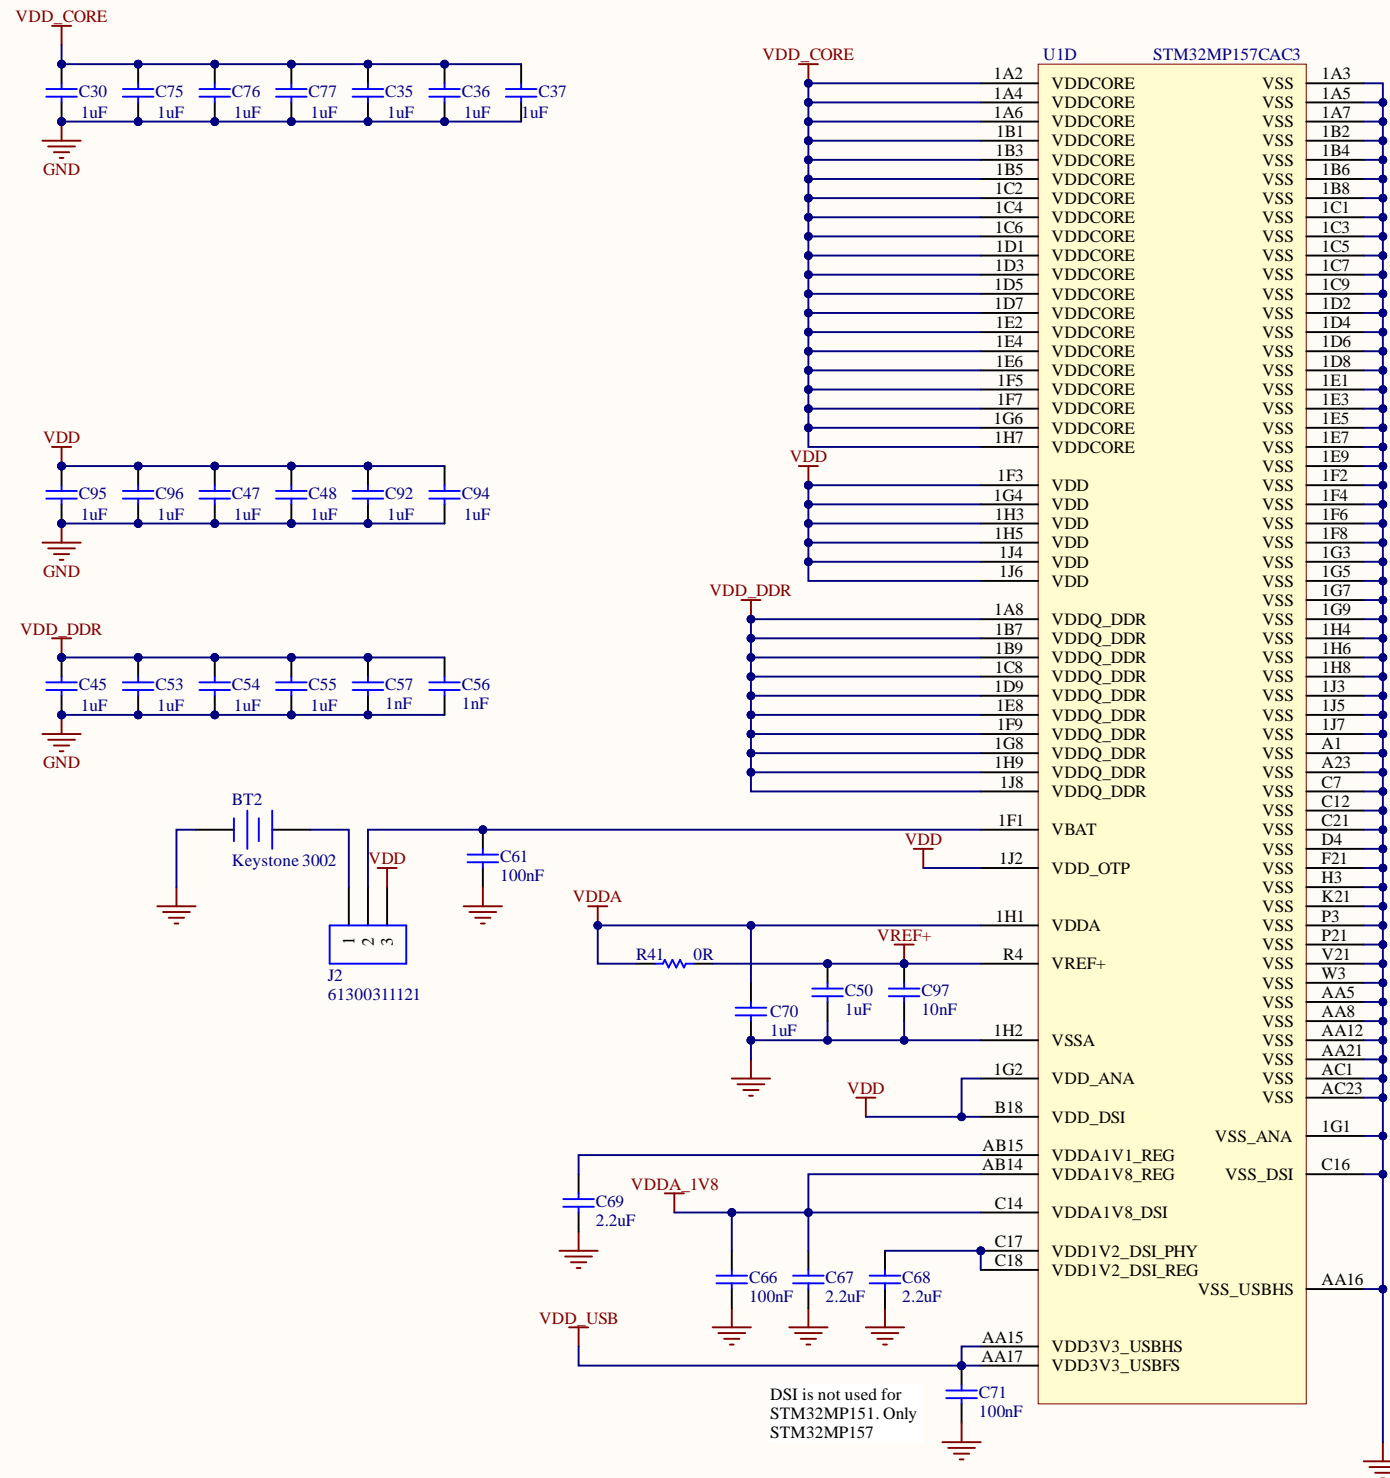 VDD_CORE
C30 C75 C76 C77 C35 C36 C37
1uF 1uF 1uF 1uF 1uF 1uF 1uF
GND
VDD
C95 C96 C47 C48 C92 C94
1uF 1uF 1uF 1uF 1uF 1uF
GND
VDD_DDR
C45 C53 C54 C55 C57 C56
1uF 1uF 1uF 1uF 1nF 1nF
GND
BT2
Keystone 3002
VDD
1 2 3
J2
61300311121
C61
100nF
VDD_CORE
VDD
VDD_DDR
VDD
VDDA
R41 0R
VREF+
C70
1uF
C50
1uF
C97
10nF
VDD
C69
2.2uF
VDDA_1V8
C66
100nF
C67
2.2uF
C68
2.2uF
VDD_USB
C71
100nF
DSI is not used for
STM32MP151. Only
STM32MP157
U1D STM32MP157CAC3
1A2 VDDCORE
1A4 VDDCORE
1A6 VDDCORE
1B1 VDDCORE
1B3 VDDCORE
1B5 VDDCORE
1C2 VDDCORE
1C4 VDDCORE
1C6 VDDCORE
1D1 VDDCORE
1D3 VDDCORE
1D5 VDDCORE
1D7 VDDCORE
1E2 VDDCORE
1E4 VDDCORE
1E6 VDDCORE
1F5 VDDCORE
1F7 VDDCORE
1G6 VDDCORE
1H7 VDDCORE
1F3 VDD
1G4 VDD
1H3 VDD
1H5 VDD
1J4 VDD
1J6 VDD
1A8 VDDQ_DDR
1B7 VDDQ_DDR
1B9 VDDQ_DDR
1C8 VDDQ_DDR
1D9 VDDQ_DDR
1E8 VDDQ_DDR
1F9 VDDQ_DDR
1G8 VDDQ_DDR
1H9 VDDQ_DDR
1J8 VDDQ_DDR
1F1 VBAT
1J2 VDD_OTP
1H1 VDDA
R4 VREF+
1H2 VSSA
1G2 VDD_ANA
B18 VDD_DSI
AB15 VDDA1V1_REG
AB14 VDDA1V8_REG
C14 VDDA1V8_DSI
C17 VDD1V2_DSI_PHY
C18 VDD1V2_DSI_REG
AA15 VDD3V3_USBHS
AA17 VDD3V3_USBFS
VSS 1A3
VSS 1A5
VSS 1A7
VSS 1B2
VSS 1B4
VSS 1B6
VSS 1B8
VSS 1C1
VSS 1C3
VSS 1C5
VSS 1C7
VSS 1C9
VSS 1D2
VSS 1D4
VSS 1D6
VSS 1D8
VSS 1E1
VSS 1E3
VSS 1E5
VSS 1E7
VSS 1E9
VSS 1F2
VSS 1F4
VSS 1F6
VSS 1F8
VSS 1G3
VSS 1G5
VSS 1G7
VSS 1G9
VSS 1H4
VSS 1H6
VSS 1H8
VSS 1J3
VSS 1J5
VSS 1J7
VSS A1
VSS A23
VSS C7
VSS C12
VSS C21
VSS D4
VSS F21
VSS H3
VSS K21
VSS P3
VSS P21
VSS V21
VSS W3
VSS AA5
VSS AA8
VSS AA12
VSS AA21
VSS AC1
VSS AC23
VSS_ANA 1G1
VSS_DSI C16
VSS_USBHS AA16